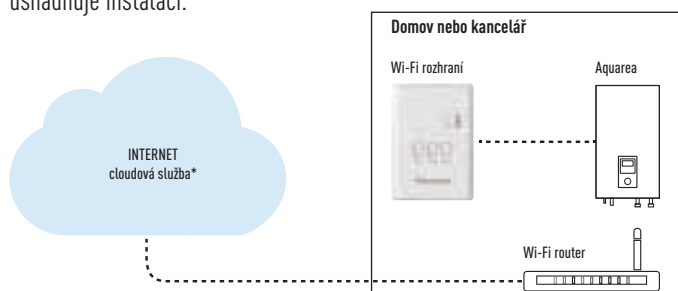 usnadňuje instalaci.
Domov nebo kancelář
Wi-Fi rozhraní
Aquarea
INTERNET
cloudová služba*
Wi-Fi router